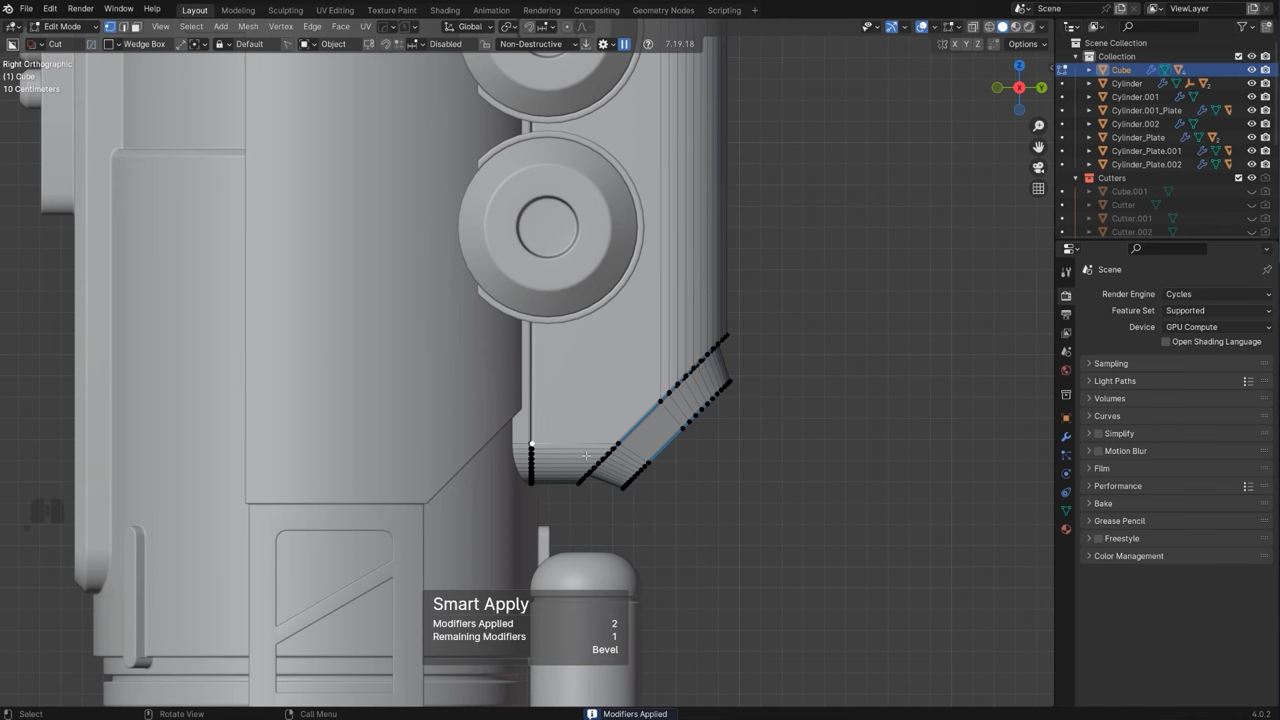 File Edit Render Window Help Layout Modeling Sculpting UV Editing Texture Paint Shading Animation Rendering Compositing Geometry Nodes Scripting + Scene ViewLayer
Edit Mode View Select Add Mesh Vertex Edge Face UV Global Options
Cut Wedge Box Default Object Disabled Non-Destructive 7.19.18 X Y Z Options
Right Orthographic
(1) Cube
10 Centimeters
Z
X
Y
Smart Apply
Modifiers Applied 2
Remaining Modifiers 1
Bevel
Scene Collection
Collection
Cube
Cylinder
Cylinder.001
Cylinder.001_Plate
Cylinder.002
Cylinder_Plate
Cylinder_Plate.001
Cylinder_Plate.002
Cutters
Cube.001
Cutter
Cutter.001
Cutter.002
Scene
Render Engine Cycles
Feature Set Supported
Device GPU Compute
Open Shading Language
Sampling
Light Paths
Volumes
Curves
Simplify
Motion Blur
Film
Performance
Bake
Grease Pencil
Freestyle
Color Management
Select Rotate View Call Menu Modifiers Applied 4.0.2